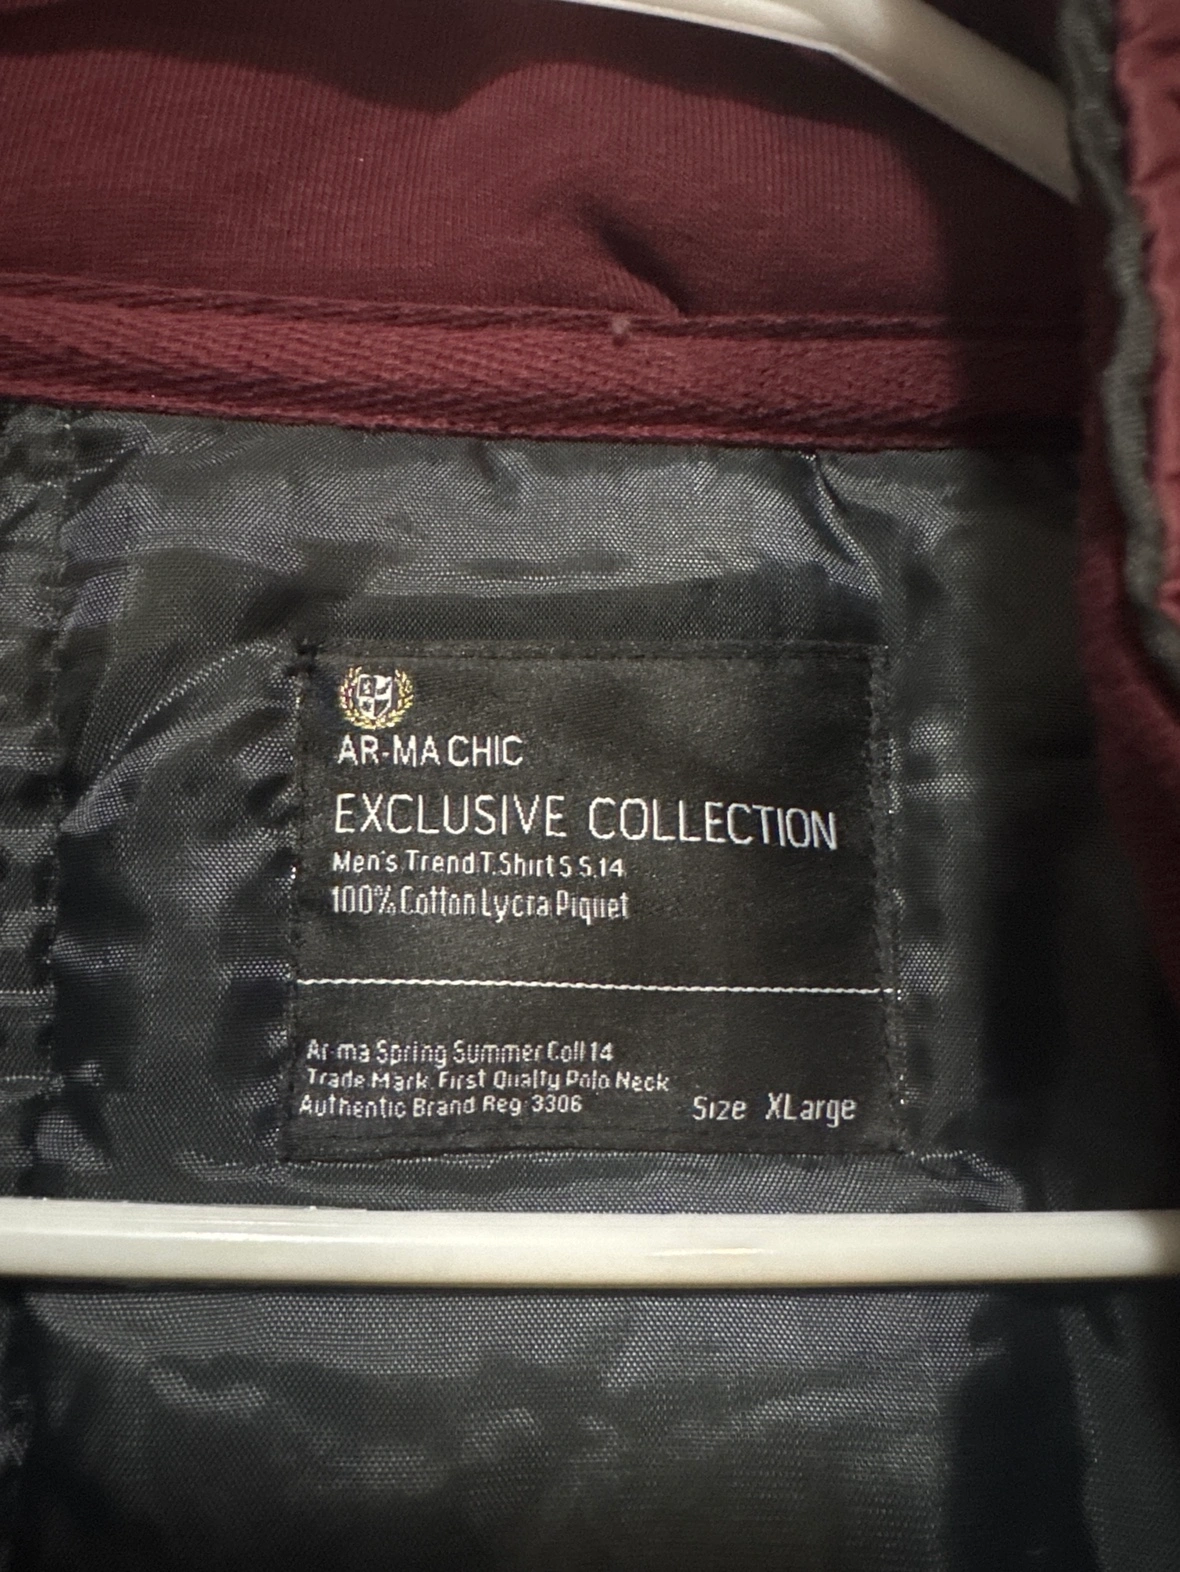 AR-MA CHIC
EXCLUSIVE COLLECTION
Men's Trend T.Shirt S S.14
100% Cotton Lycra Piquet
Ar-ma Spring Summer Coll 14
Trade Mark First Qualty Polo Neck
Authentic Brand Reg 3306
Size XLarge